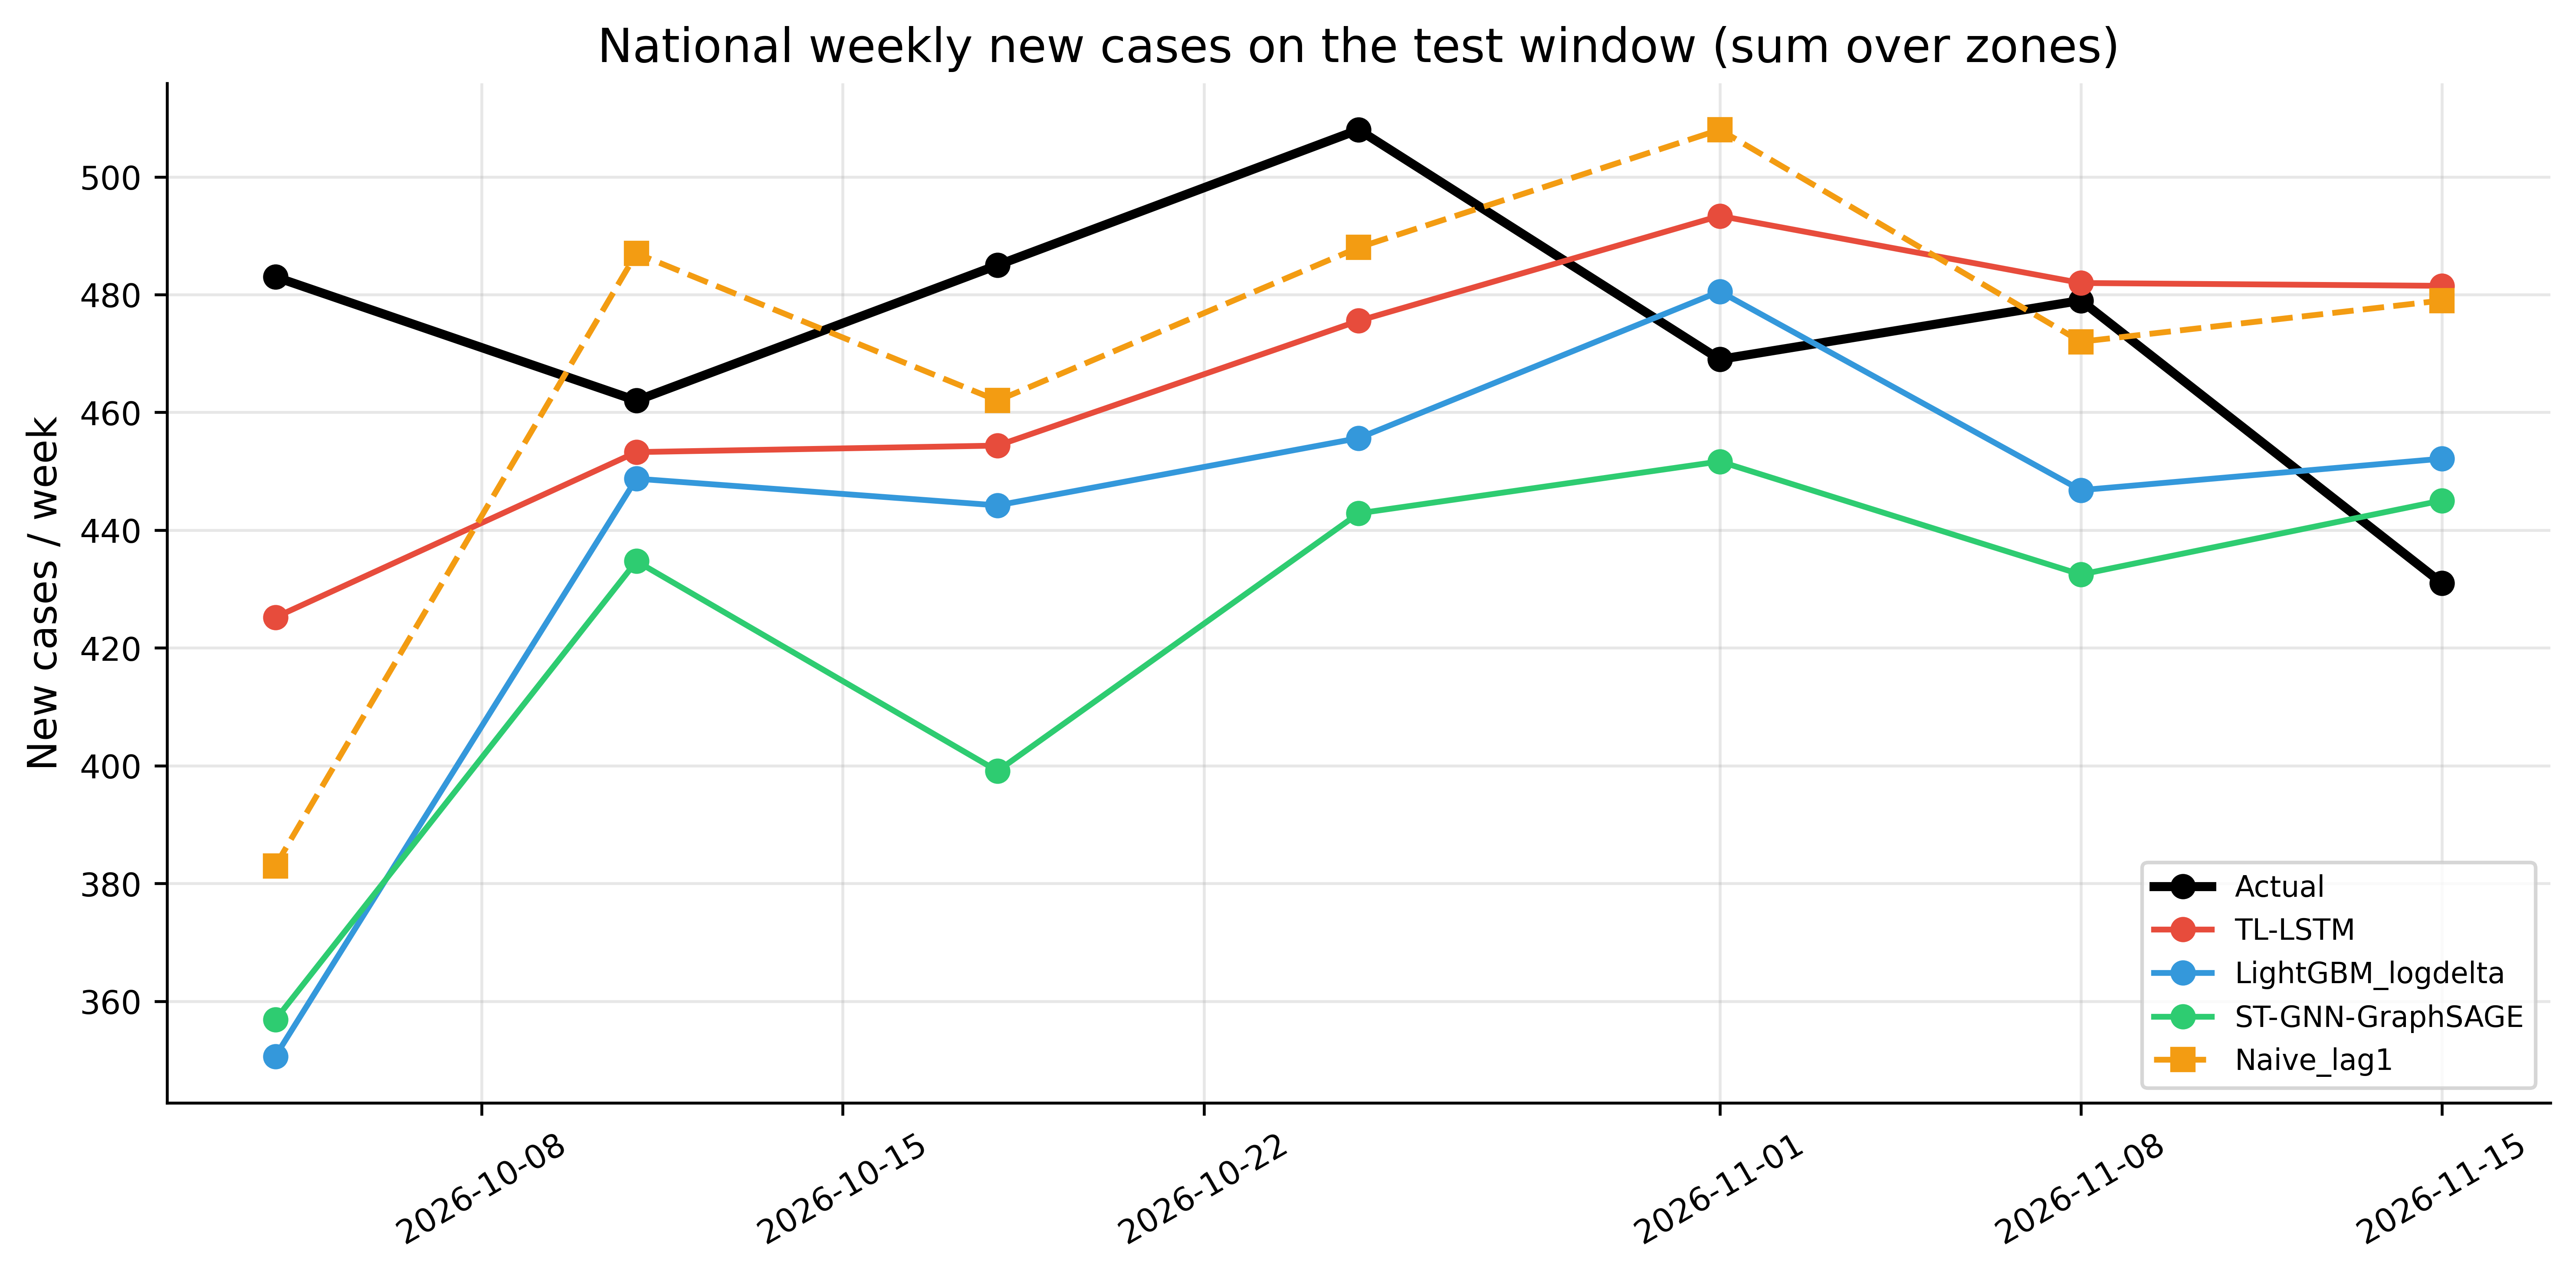 National weekly new cases on the test window (sum over zones)
New cases / week
500
480
460
440
420
400
380
360
2026-10-08
2026-10-15
2026-10-22
2026-11-01
2026-11-08
2026-11-15
Actual
TL-LSTM
LightGBM_logdelta
ST-GNN-GraphSAGE
Naive_lag1